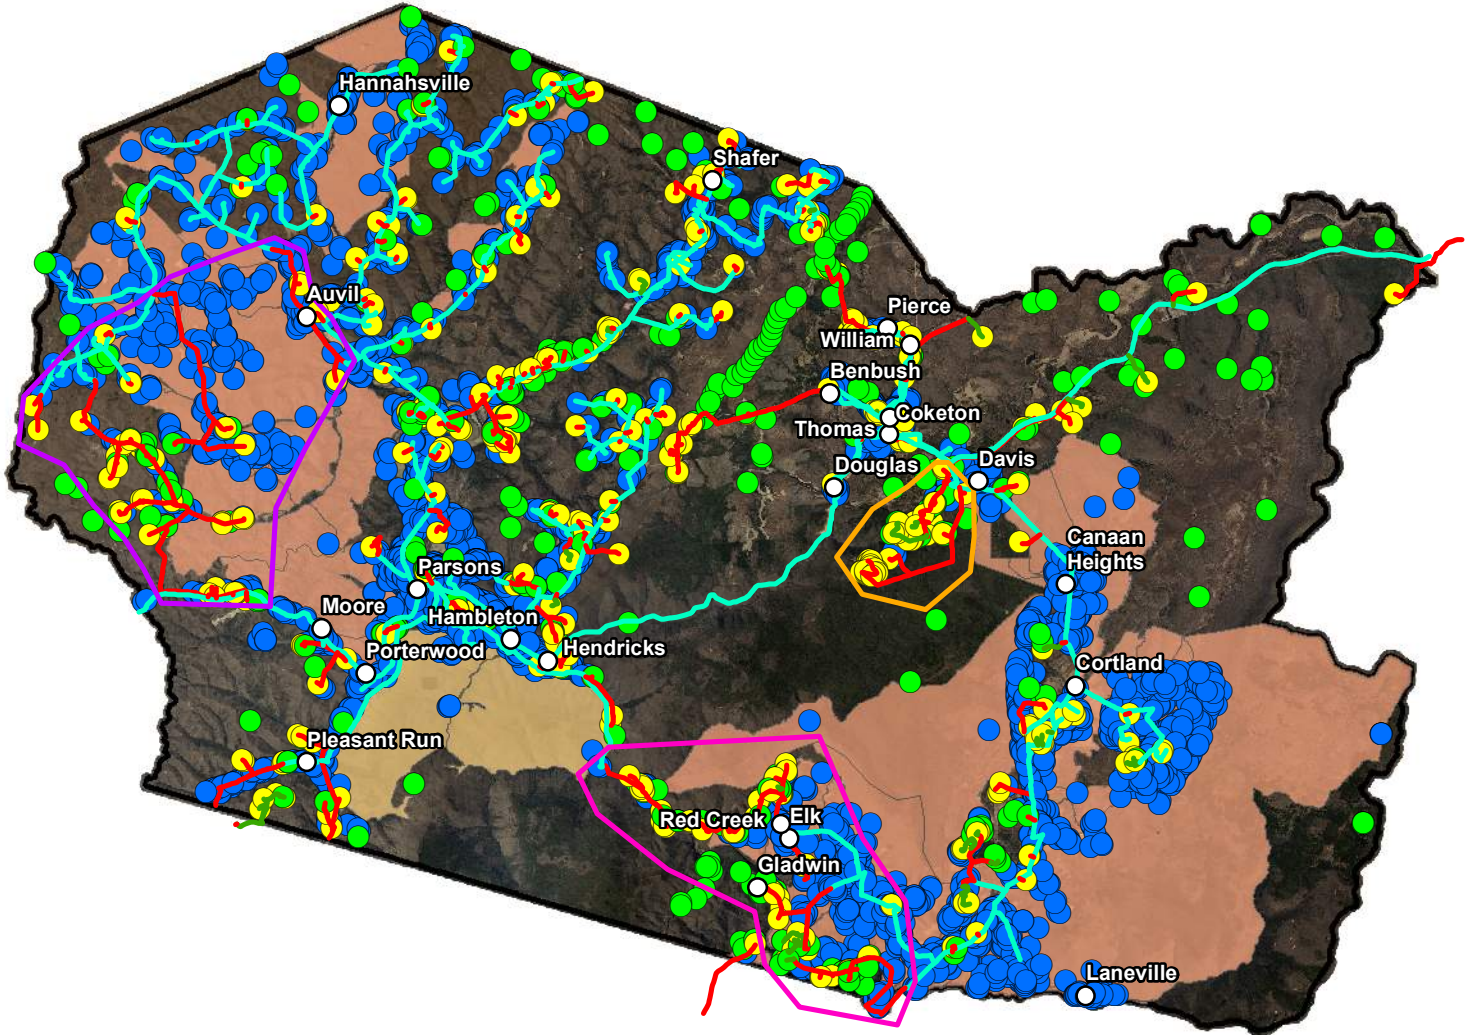 Hannahsville
Shafer
Auvil
Pierce
William
Benbush
Coketon
Thomas
Douglas
Davis
Canaan
Heights
Parsons
Moore
Hambleton
Porterwood
Hendricks
Cortland
Pleasant Run
Red Creek
Elk
Gladwin
Laneville